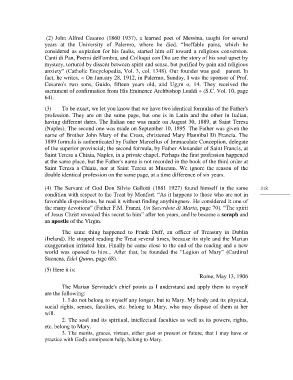 (2) John Alfred Cesareo (1860 1937), a learned poet of Messina, taught for several
years at the University of Palermo, where he died. "Ineffable pains, which he
considered as expiation for his faults, started him off toward a religious conversion.
Canti di Pan, Poemi dell'ombra, and Colloqui con Dio are the story of his soul upset by
mystery, tortured by dissent between spirit and sense, but purified by pain and religious
anxiety" (Catholic Encyclopedia, Vol. 3, col. 1348). Our founder was god parent. In
fact, he writes, « On January 28, 1912, in Palermo, Sunday, I was the sponsor of Prof.
Cesareo's two sons, Guido, fifteen years old, and Ugo, 14. They received the
sacrament of confirmation from His Eminence Archbishop Lualdi » (S.C. Vol. 10, page
64).
(3) To be exact, we let you know that we have two identical formulas of the Father's
profession. They are on the same page, but one is in Latin and the other in Italian,
having different dates. The Italian one was made on August 30, 1889, at Saint Teresa
(Naples). The second one was made on September 10, 1895. The Father was given the
name of Brother John Mary of the Cross, christened Mary Hannibal Di Francia. The
1889 formula is authenticated by Father Marcellus of Immaculate Conception, delegate
of the superior provincial; the second formula, by Father Alexander of Saint Francis, at
Saint Teresa a Chiaia, Naples, in a private chapel. Perhaps the first profession happened
at the same place, but the Father's name is not recorded in the book of the third order at
Saint Teresa a Chiaia, nor at Saint Teresa at Museum. We ignore the reason of the
double identical profession on the same page, at a time difference of six years.
(4) The Servant of God Don Silvio Galloti (1881 1927) found himself in the same
condition with respect to the Treat by Monfort. "As it happens to those who are not in
favorable dispositions, he read it without finding anythingness. He considered it one of
the many devotions" (Father F.M. Franzi, Un Sacerdote di Maria, page 70). "The spirit
of Jesus Christ revealed this secret to him" after ten years, and he became a seraph and
an apostle of the Virgin.
The same thing happened to Frank Duff, an officer of Treasury in Dublin
(Ireland). He stopped reading the Treat several times, because its style and the Marian
exaggeration irritated him. Finally he came close to the end of the reading and a new
world was opened to him... After that, he founded the "Legion of Mary" (Cardinal
Suenens, Edel Quinn, page 68).
(5) Here it is:
Rome, May 13, 1906
The Marian Servitude's chief points as I understand and apply them to myself
are the following:
1. I do not belong to myself any longer, but to Mary. My body and its physical,
social rights, senses, faculties, etc. belong to Mary, who may dispose of them at her
will.
2. The soul and its spiritual, intellectual faculties as well as its powers, rights,
etc. belong to Mary.
3. The merits, graces, virtues, either past or present or future, that I may have or
practice with God's omnipotent help, belong to Mary.